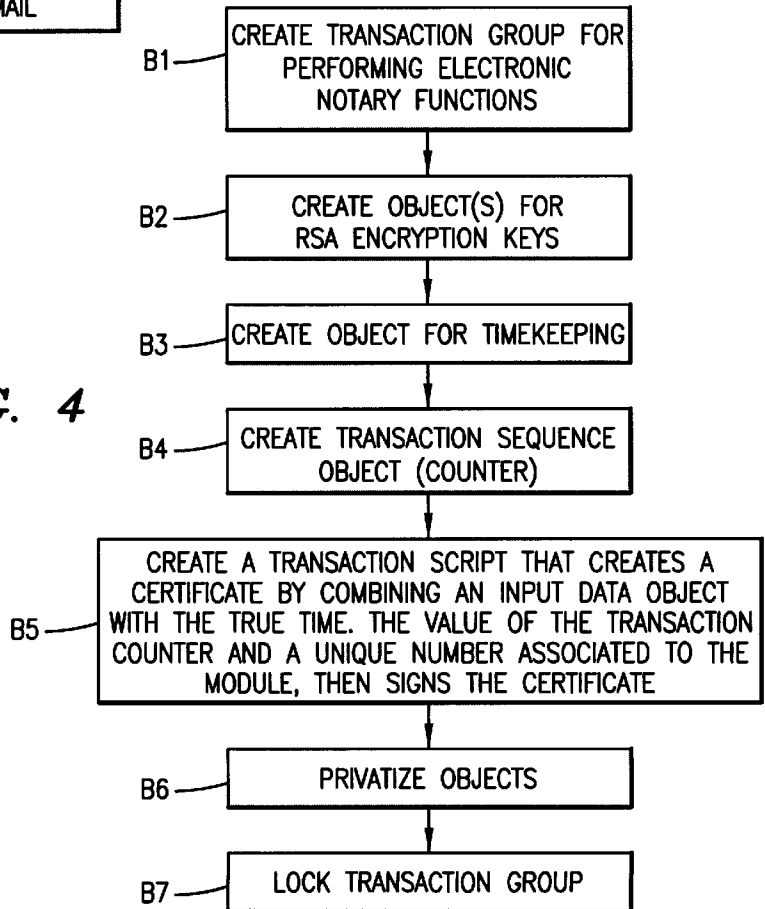 MAIL
B1
CREATE TRANSACTION GROUP FOR
PERFORMING ELECTRONIC
NOTARY FUNCTIONS
B2
CREATE OBJECT(S) FOR
RSA ENCRYPTION KEYS
B3
CREATE OBJECT FOR TIMEKEEPING
G. 4
B4
CREATE TRANSACTION SEQUENCE
OBJECT (COUNTER)
B5
CREATE A TRANSACTION SCRIPT THAT CREATES A
CERTIFICATE BY COMBINING AN INPUT DATA OBJECT
WITH THE TRUE TIME. THE VALUE OF THE TRANSACTION
COUNTER AND A UNIQUE NUMBER ASSOCIATED TO THE
MODULE, THEN SIGNS THE CERTIFICATE
B6
PRIVATIZE OBJECTS
B7
LOCK TRANSACTION GROUP